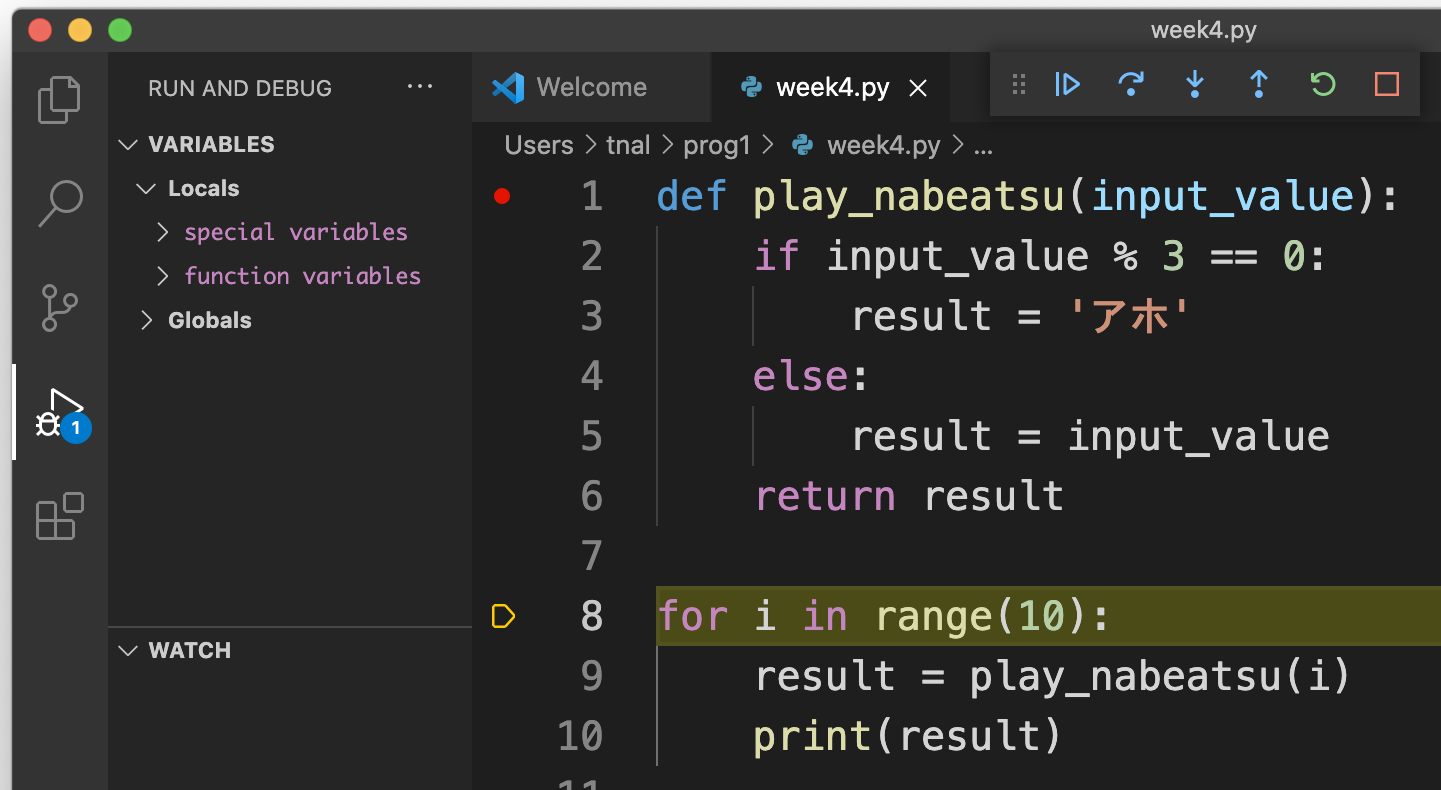 week4.py
RUN AND DEBUG ···
VARIABLES
Locals
special variables
function variables
Globals
1
WATCH
Welcome
week4.py
Users > tnal > prog1 > week4.py > ...
1 def play_nabeatsu(input_value):
2 if input_value % 3 == 0:
3 result = 'アホ'
4 else:
5 result = input_value
6 return result
7
8 for i in range(10):
9 result = play_nabeatsu(i)
10 print(result)
11